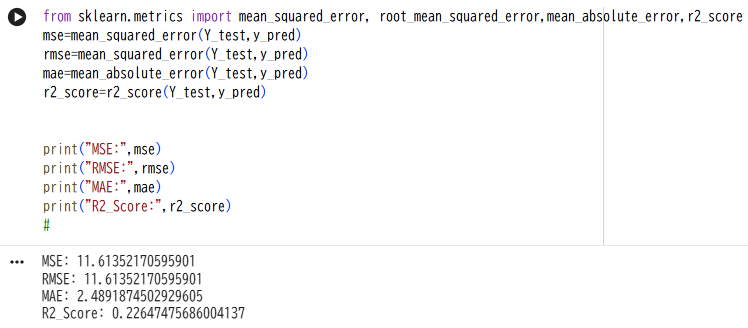 from sklearn.metrics import mean_squared_error, root_mean_squared_error,mean_absolute_error,r2_score
mse=mean_squared_error(Y_test,y_pred)
rmse=mean_squared_error(Y_test,y_pred)
mae=mean_absolute_error(Y_test,y_pred)
r2_score=r2_score(Y_test,y_pred)
print("MSE:",mse)
print("RMSE:",rmse)
print("MAE:",mae)
print("R2_Score:",r2_score)
#
MSE: 11.61352170595901
RMSE: 11.61352170595901
MAE: 2.4891874502929605
R2_Score: 0.22647475686004137